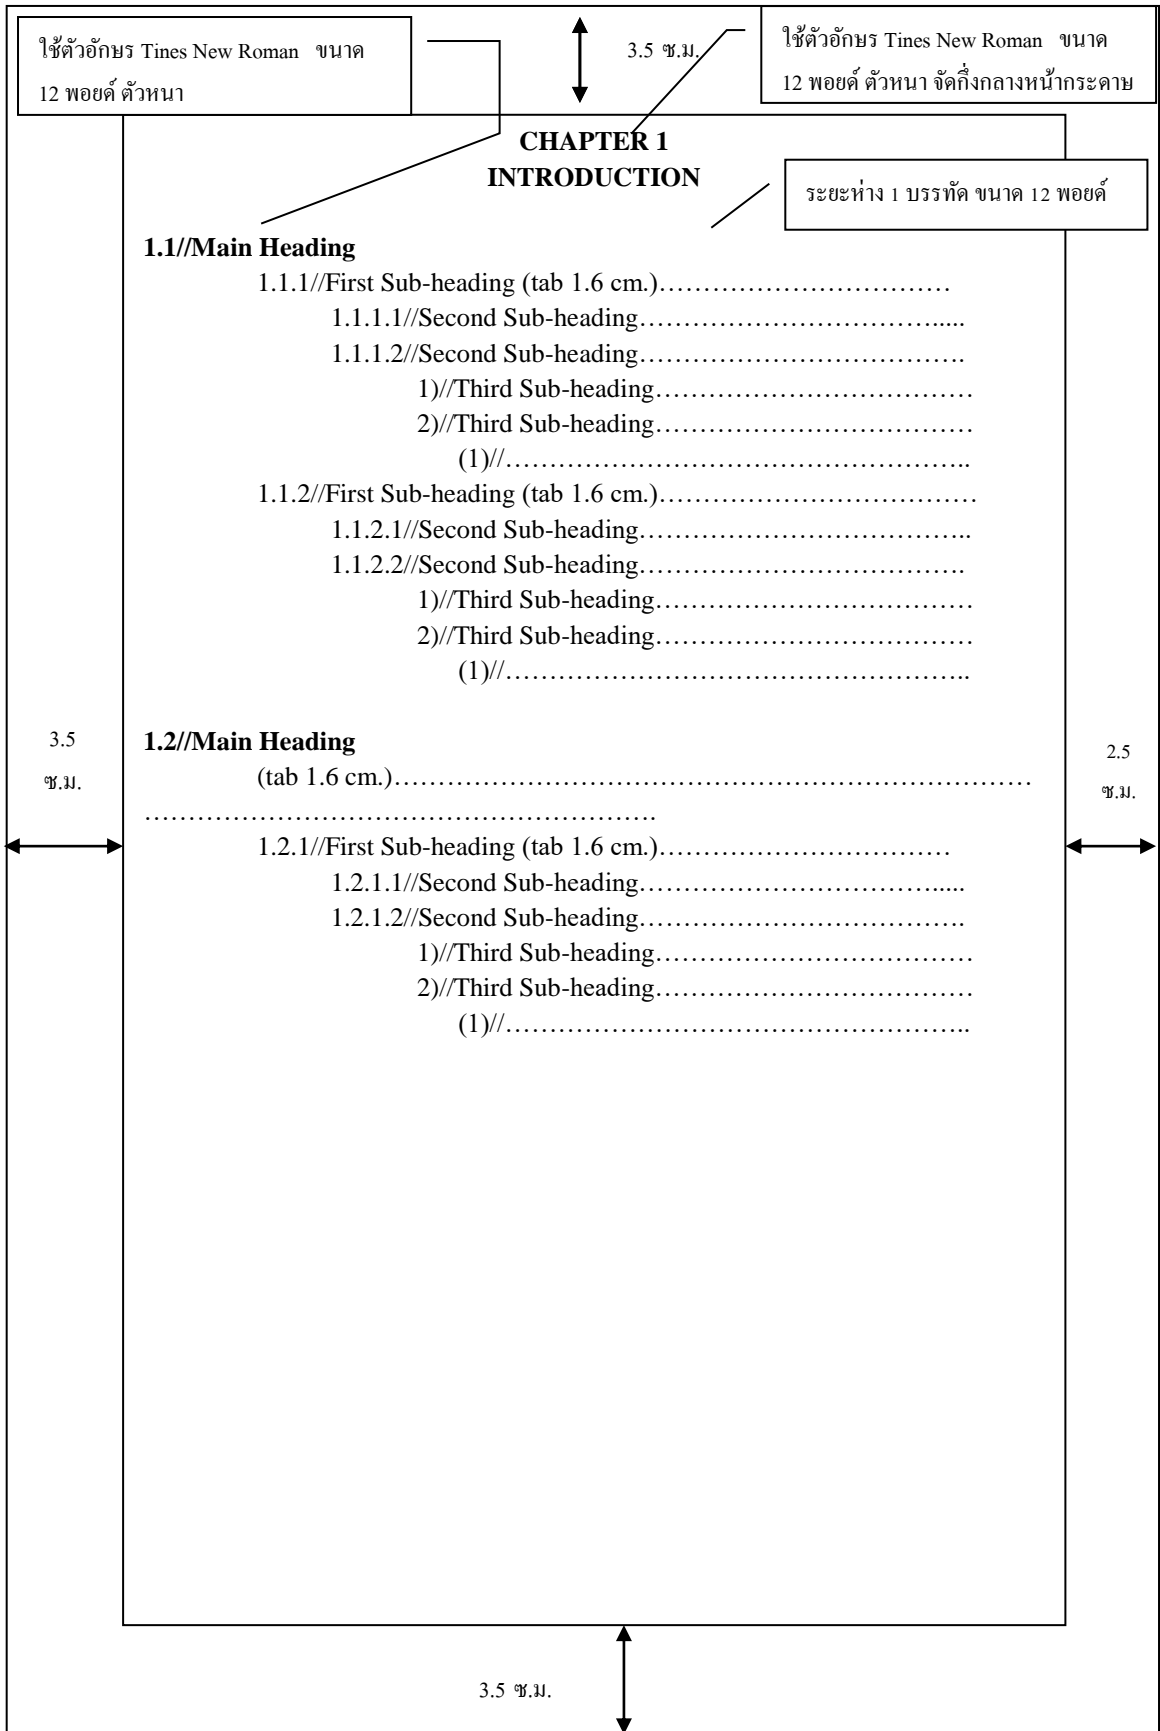 ใช้ตัวอักษร Tines New Roman ขนาด
12 พอยด์ ตัวหนา
3.5 ซ.ม.
ใช้ตัวอักษร Tines New Roman ขนาด
12 พอยด์ ตัวหนา จัดกึ่งกลางหน้ากระดาษ
CHAPTER 1
INTRODUCTION
ระยะห่าง 1 บรรทัด ขนาด 12 พอยด์
1.1//Main Heading
1.1.1//First Sub-heading (tab 1.6 cm.)……………………………
1.1.1.1//Second Sub-heading…………………………….....
1.1.1.2//Second Sub-heading……………………………….
1)//Third Sub-heading………………………………
2)//Third Sub-heading………………………………
(1)//……………………………………………..
1.1.2//First Sub-heading (tab 1.6 cm.)………………………………
1.1.2.1//Second Sub-heading………………………………..
1.1.2.2//Second Sub-heading……………………………….
1)//Third Sub-heading………………………………
2)//Third Sub-heading………………………………
(1)//……………………………………………..
3.5
ซ.ม.
1.2//Main Heading
(tab 1.6 cm.)………………………………………………………………
………………………………………………….
2.5
ซ.ม.
1.2.1//First Sub-heading (tab 1.6 cm.)……………………………
1.2.1.1//Second Sub-heading…………………………….....
1.2.1.2//Second Sub-heading……………………………….
1)//Third Sub-heading………………………………
2)//Third Sub-heading………………………………
(1)//……………………………………………..
3.5 ซ.ม.